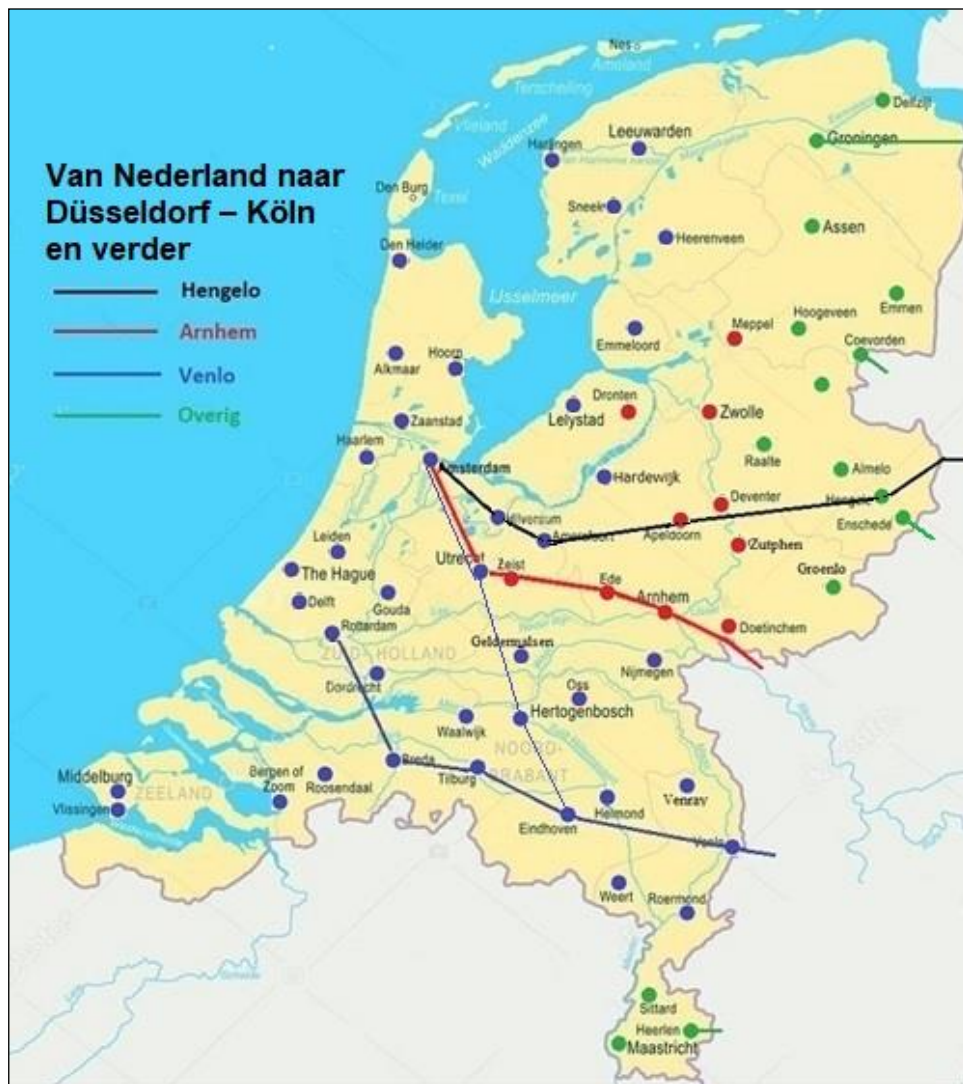 Van Nederland naar
Düsseldorf – Köln
en verder
Hengelo
Arnhem
Venlo
Overig
Nes
Ameland
Terschelling
Vlieland
Waddenzee
Delfzijl
Groningen
Leeuwarden
Harlingen
Den Burg
Texel
Sneek
Assen
Heerenveen
Den Helder
IJsselmeer
Emmen
Hoogeveen
Meppel
Emmeloord
Coevorden
Hoorn
Alkmaar
Dronten
Lelystad
Zwolle
Zaanstad
Haarlem
Raalte
Amsterdam
Almelo
Hardewijk
Hengelo
Deventer
Hilversum
Enschede
Apeldoorn
Amersfoort
Leiden
Zutphen
Utrecht
Zeist
Groenlo
The Hague
Ede
Arnhem
Delft
Gouda
Rotterdam
Doetinchem
Geldermalsen
ZUID - HOLLAND
Nijmegen
Dordrecht
Oss
Hertogenbosch
Waalwijk
NOORD-
BRABANT
Breda
Tilburg
Middelburg
Bergen of
Zoom
Roosendaal
ZEELAND
Vlissingen
Venray
Helmond
Eindhoven
Venlo
Weert
Roermond
Sittard
Heerlen
Maastricht